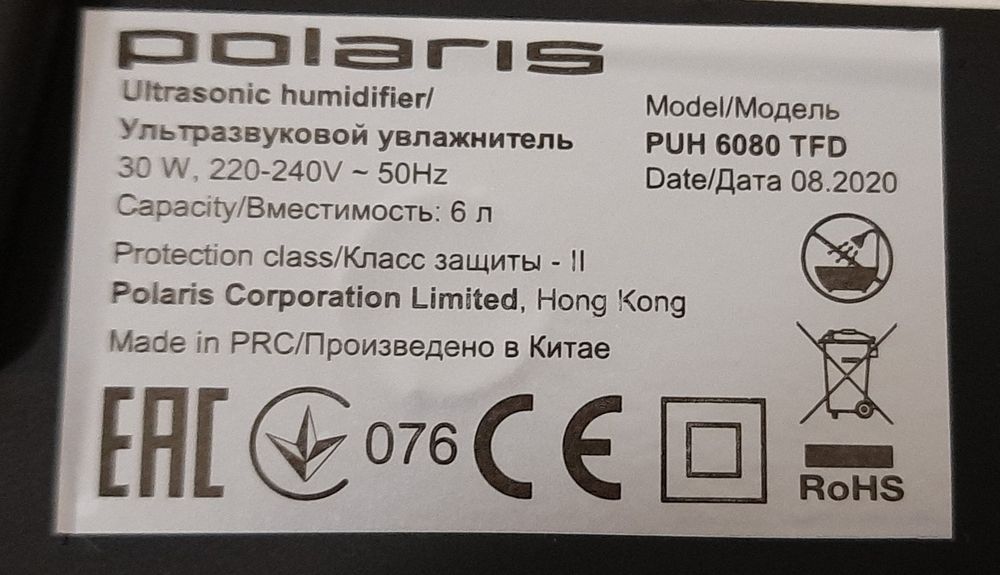 polaris
Ultrasonic humidifier/
Ультразвуковой увлажнитель
30 W, 220-240V ~ 50Hz
Capacity/Вместимость: 6 л
Protection class/Класс защиты - II
Polaris Corporation Limited, Hong Kong
Made in PRC/Произведено в Китае
Model/Модель
PUH 6080 TFD
Date/Дата 08.2020
EAC
076
CE
RoHS